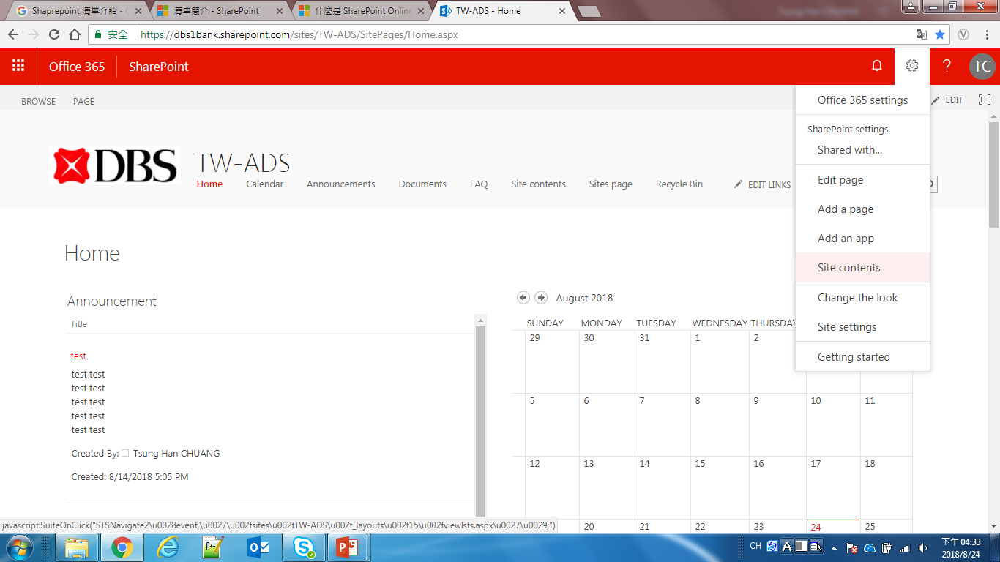 Shaprepoint 清單介紹 - G
清單簡介 - SharePoint
什麼是 SharePoint Online
TW-ADS - Home
安全 https://dbs1bank.sharepoint.com/sites/TW-ADS/SitePages/Home.aspx
Office 365 SharePoint ? TC
BROWSE PAGE EDIT
Office 365 settings
SharePoint settings
Shared with...
Edit page
Add a page
Add an app
Site contents
Change the look
Site settings
Getting started
DBS
TW-ADS
Home Calendar Announcements Documents FAQ Site contents Sites page Recycle Bin EDIT LINKS
Home
Announcement
Title
test
test test
test test
test test
test test
test test
Created By: Tsung Han CHUANG
Created: 8/14/2018 5:05 PM
August 2018
SUNDAY MONDAY TUESDAY WEDNESDAY THURSDAY
29 30 31 1 2
5 6 7 8 9 10 11
12 13 14 15 16 17 18
20 21 22 23 24 25
javascript:SuiteOnClick("STSNavigate2\u0028event,\u0027\u002fsites\u002fTW-ADS\u002f_layouts\u002f15\u002fviewlsts.aspx\u0027\u0029;")
CH A
下午 04:33
2018/8/24